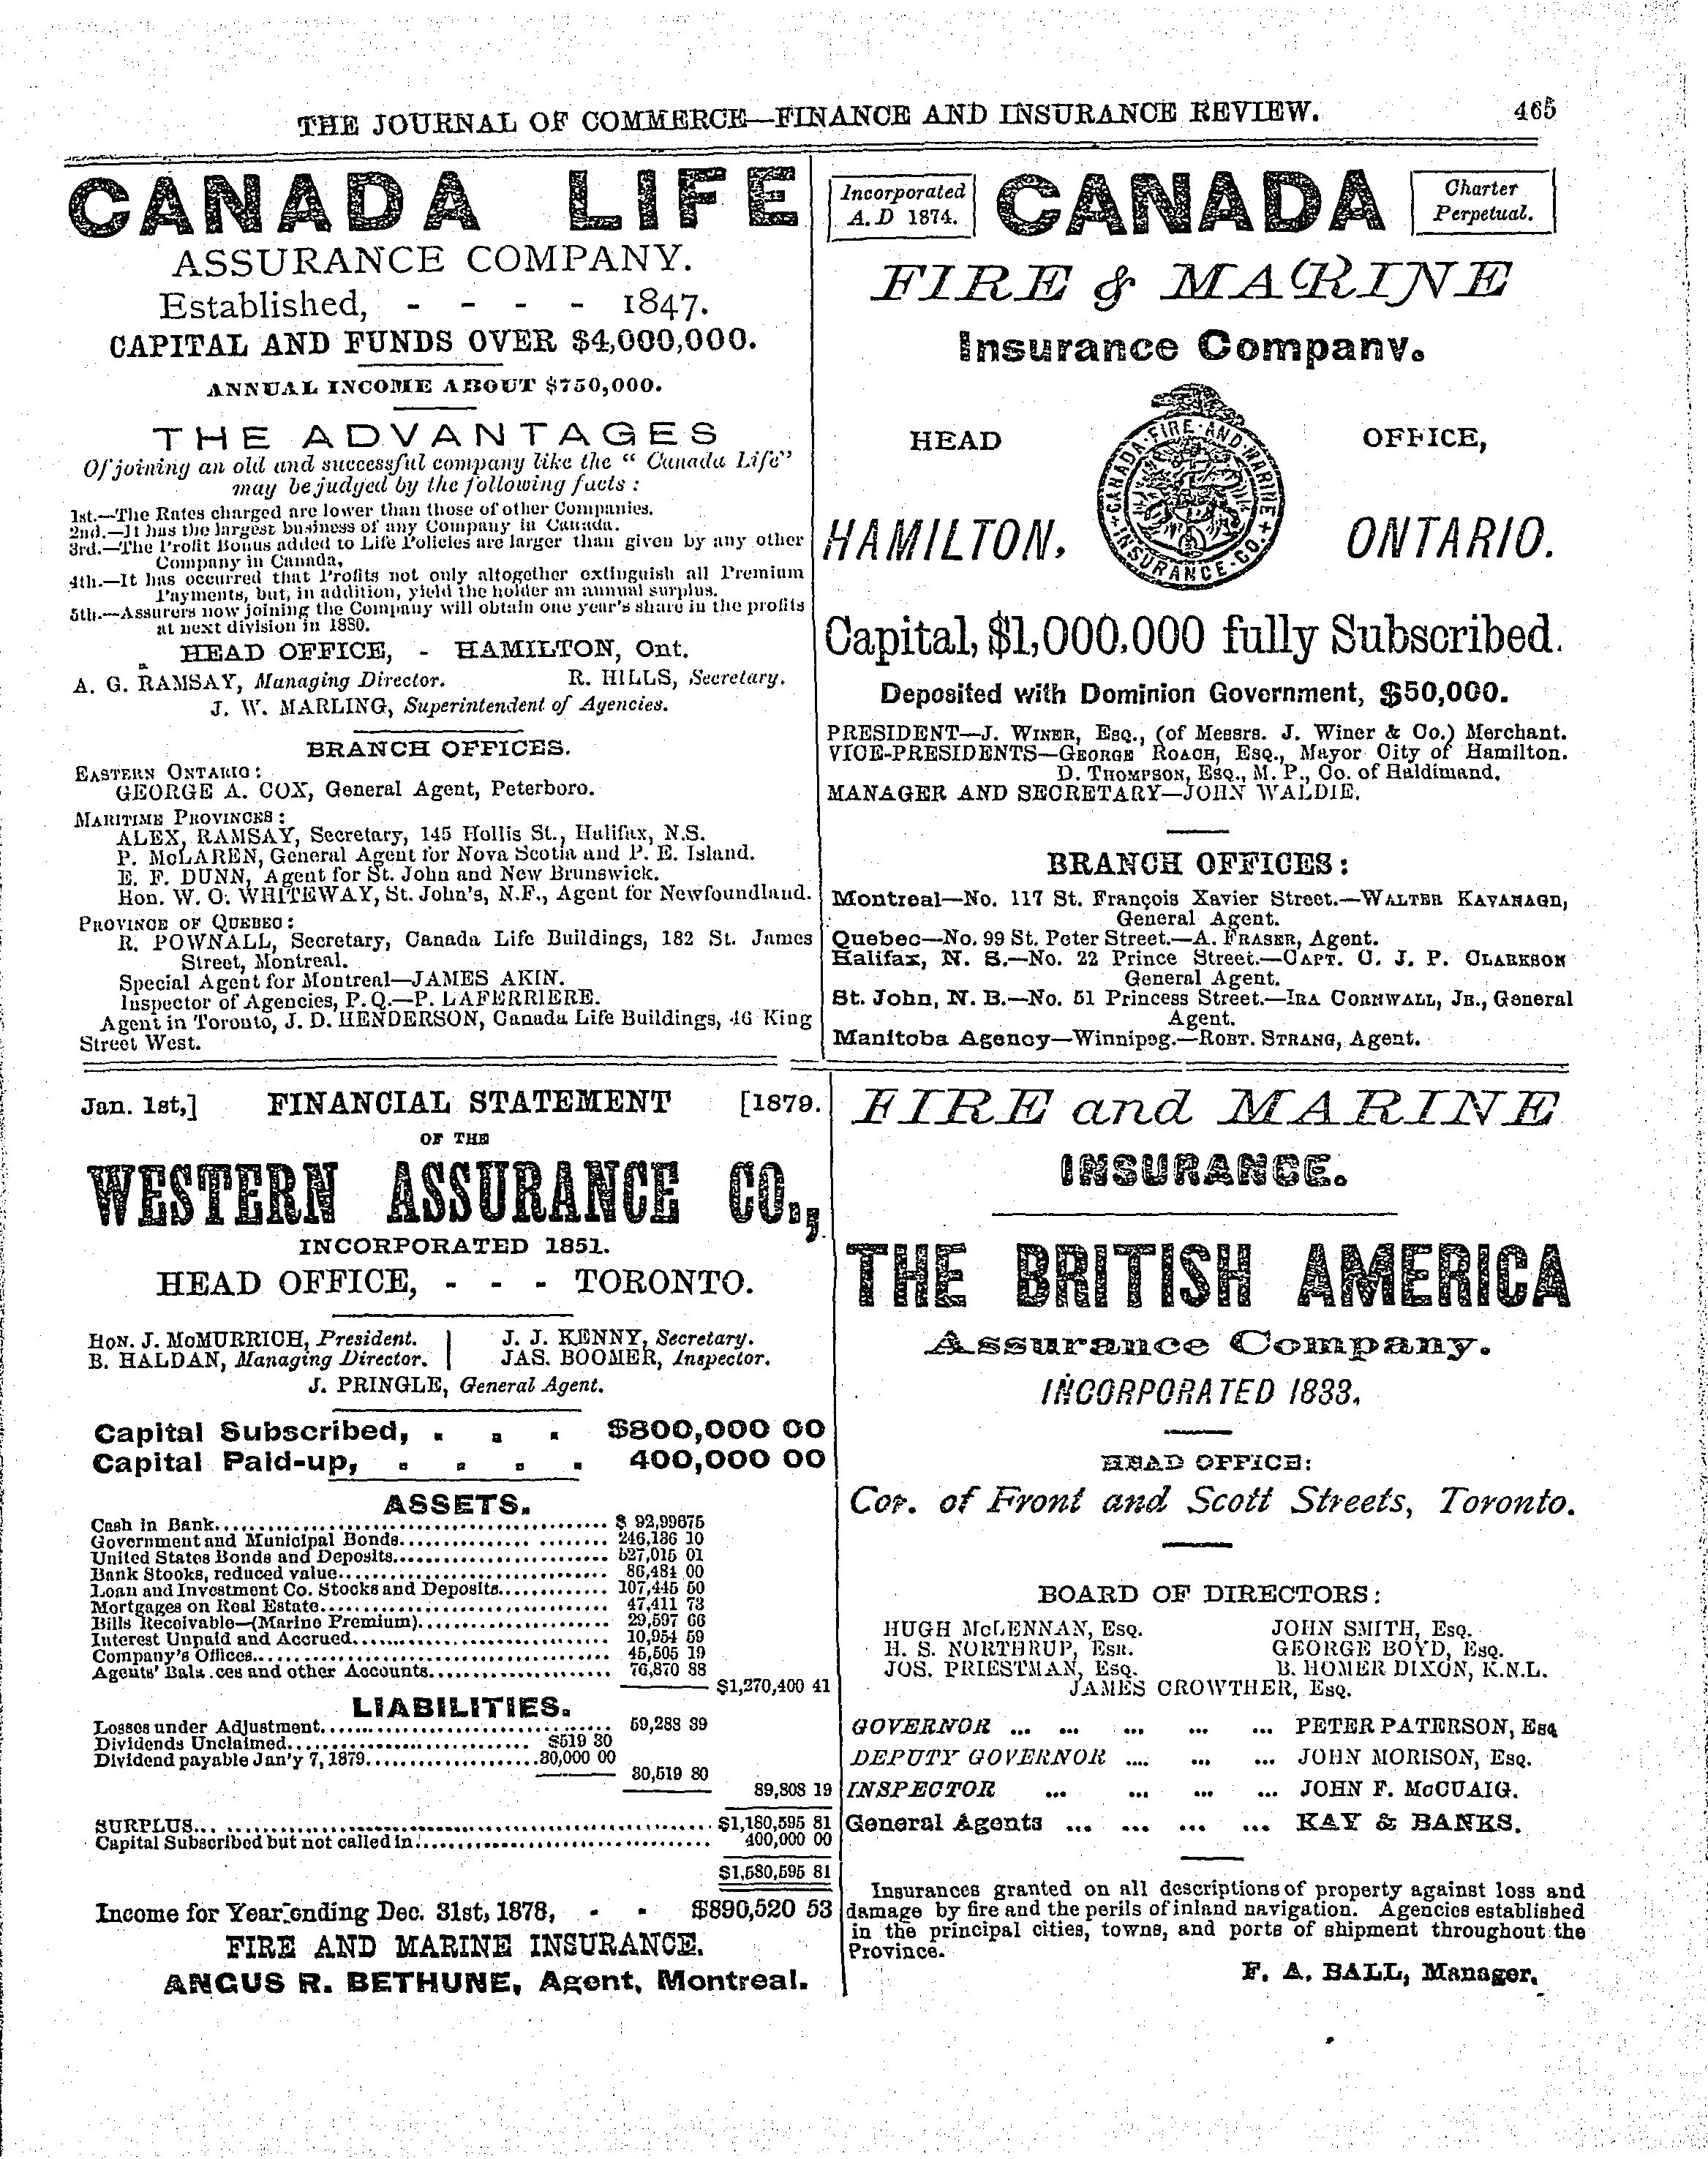 THE JOURNAL OF COMMERCE—FINANCE AND INSURANCE REVIEW. 465
CANADA LIFE
ASSURANCE COMPANY.
Established, - - - - 1847.
CAPITAL AND FUNDS OVER $4,000,000.
ANNUAL INCOME ABOUT $750,000.
THE ADVANTAGES
Of joining an old and successful company like the "Canada Life"
may be judged by the following facts :
1st.—The Rates charged are lower than those of other Companies.
2nd.—It has the largest business of any Company in Canada.
3rd.—The Profit Bonus added to Life Policies are larger than given by any other
Company in Canada,
4th.—It has occurred that Profits not only altogether extinguish all Premium
Payments, but, in addition, yield the holder an annual surplus.
5th.—Assurers now joining the Company will obtain one year's share in the profits
at next division in 1880.
HEAD OFFICE, - HAMILTON, Ont.
A. G. RAMSAY, Managing Director. R. HILLS, Secretary.
J. W. MARLING, Superintendent of Agencies.
BRANCH OFFICES.
EASTERN ONTARIO :
GEORGE A. COX, General Agent, Peterboro.
MARITIME PROVINCES :
ALEX, RAMSAY, Secretary, 145 Hollis St., Halifax, N.S.
P. McLAREN, General Agent for Nova Scotia and P. E. Island.
E. F. DUNN, Agent for St. John and New Brunswick.
Hon. W. O. WHITEWAY, St. John's, N.F., Agent for Newfoundland.
PROVINCE OF QUEBEC :
R. POWNALL, Secretary, Canada Life Buildings, 182 St. James
Street, Montreal.
Special Agent for Montreal—JAMES AKIN.
Inspector of Agencies, P. Q.—P. LAFERRIERE.
Agent in Toronto, J. D. HENDERSON, Canada Life Buildings, 46 King
Street West.
Incorporated
A. D 1874.
CANADA
Charter
Perpetual.
FIRE & MARINE
Insurance Company.
HEAD OFFICE,
CANADA·FIRE·AND·MARINE
INSURANCE·CO.
HAMILTON, ONTARIO.
Capital, $1,000,000 fully Subscribed.
Deposited with Dominion Government, $50,000.
PRESIDENT—J. WINER, ESQ., (of Messrs. J. Winer & Co.) Merchant.
VICE-PRESIDENTS—GEORGE ROACH, ESQ., Mayor City of Hamilton.
D. THOMPSON, ESQ., M. P., Co. of Haldimand.
MANAGER AND SECRETARY—JOHN WALDIE.
BRANCH OFFICES :
Montreal—No. 117 St. François Xavier Street.—WALTER KAVANAGH,
General Agent.
Quebec—No. 99 St. Peter Street.—A. FRASER, Agent.
Halifax, N. S.—No. 22 Prince Street.—CAPT. C. J. P. CLARKSON
General Agent.
St. John, N. B.—No. 51 Princess Street.—IRA CORNWALL, JR., General
Agent.
Manitoba Agency—Winnipeg.—ROBT. STRANG, Agent.
Jan. 1st,] FINANCIAL STATEMENT [1879.
OF THE
WESTERN ASSURANCE CO.,
INCORPORATED 1851.
HEAD OFFICE, - - - TORONTO.
HON. J. McMURRICH, President. J. J. KENNY, Secretary.
B. HALDAN, Managing Director. JAS. BOOMER, Inspector.
J. PRINGLE, General Agent.
Capital Subscribed, . . . $800,000 00
Capital Paid-up, . . . . 400,000 00
ASSETS.
Cash in Bank..... $ 92,99675
Government and Municipal Bonds..... 246,136 10
United States Bonds and Deposits..... 527,015 01
Bank Stocks, reduced value..... 86,484 00
Loan and Investment Co. Stocks and Deposits..... 107,445 50
Mortgages on Real Estate..... 47,411 73
Bills Receivable—(Marine Premium)..... 29,597 66
Interest Unpaid and Accrued..... 10,954 59
Company's Offices..... 45,505 19
Agents' Balances and other Accounts..... 76,870 88
$1,270,400 41
LIABILITIES.
Losses under Adjustment..... 59,288 39
Dividends Unclaimed..... $519 80
Dividend payable Jan'y 7, 1879.....30,000 00
30,519 80
89,808 19
SURPLUS..... $1,180,595 81
Capital Subscribed but not called in..... 400,000 00
$1,580,595 81
Income for Year ending Dec. 31st, 1878, - - $890,520 53
FIRE AND MARINE INSURANCE.
ANGUS R. BETHUNE, Agent, Montreal.
FIRE and MARINE
INSURANCE.
THE BRITISH AMERICA
Assurance Company.
INCORPORATED 1833.
HEAD OFFICE:
Cor. of Front and Scott Streets, Toronto.
BOARD OF DIRECTORS :
HUGH McLENNAN, ESQ. JOHN SMITH, ESQ.
H. S. NORTHRUP, ESR. GEORGE BOYD, ESQ.
JOS. PRIESTMAN, ESQ. B. HOMER DIXON, K.N.L.
JAMES CROWTHER, ESQ.
GOVERNOR ... ... ... ... ... PETER PATERSON, Esq
DEPUTY GOVERNOR .... ... ... JOHN MORISON, ESQ.
INSPECTOR ... ... ... ... JOHN F. McCUAIG.
General Agents ... ... ... ... KAY & BANKS.
Insurances granted on all descriptions of property against loss and
damage by fire and the perils of inland navigation. Agencies established
in the principal cities, towns, and ports of shipment throughout the
Province.
F. A. BALL, Manager.